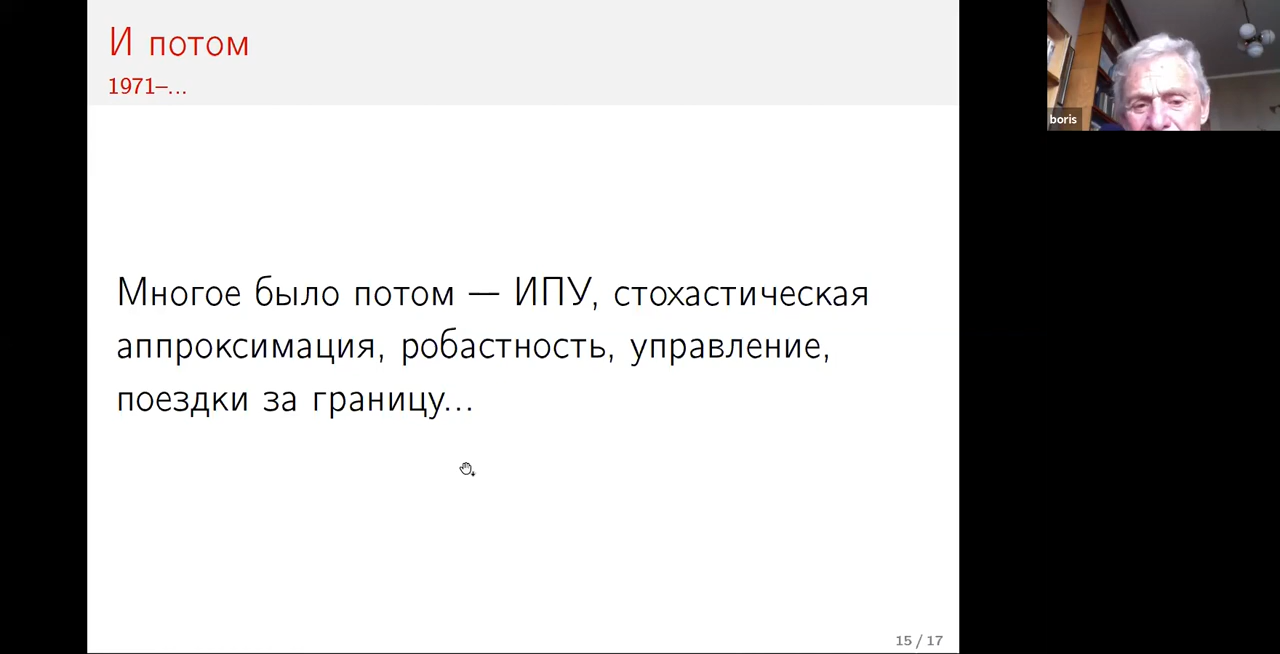 И потом
1971–...
Многое было потом — ИПУ, стохастическая
аппроксимация, робастность, управление,
поездки за границу...
15 / 17
boris